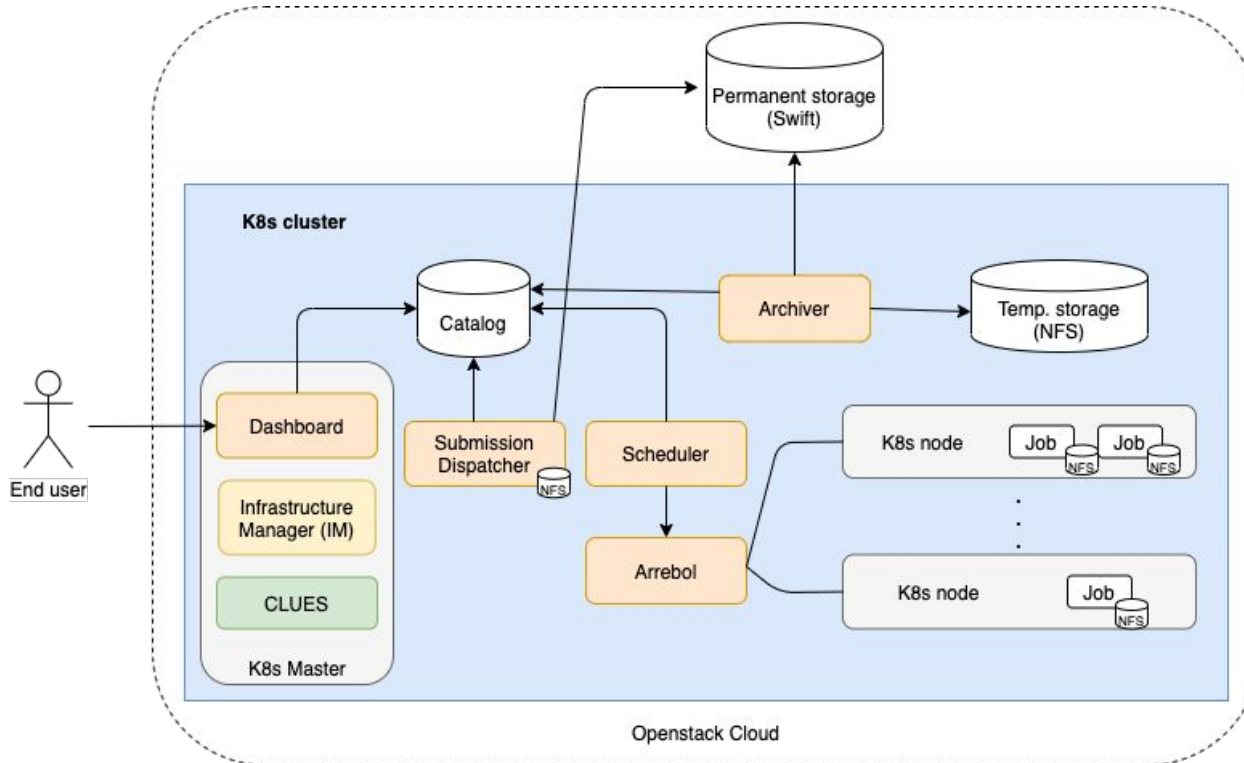 Permanent storage
(Swift)
K8s cluster
Catalog
Archiver
Temp. storage
(NFS)
End user
Dashboard
Submission
Dispatcher
NFS
Scheduler
K8s node
Job
Job
NFS
NFS
Infrastructure
Manager (IM)
Arrebol
K8s node
Job
NFS
CLUES
K8s Master
Openstack Cloud